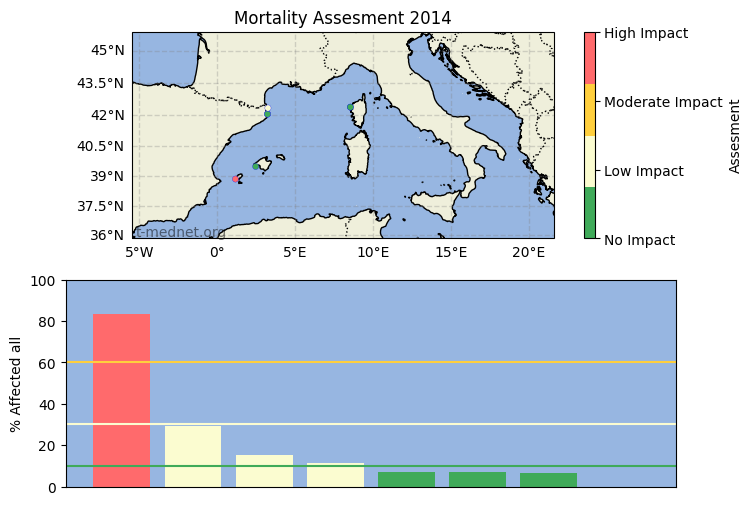 Mortality Assesment 2014
45°N
43.5°N
42°N
40.5°N
39°N
37.5°N
36°N
t-mednet.org
5°W
0°
5°E
10°E
15°E
20°E
High Impact
Moderate Impact
Low Impact
No Impact
Assesment
100
80
60
40
20
0
% Affected all